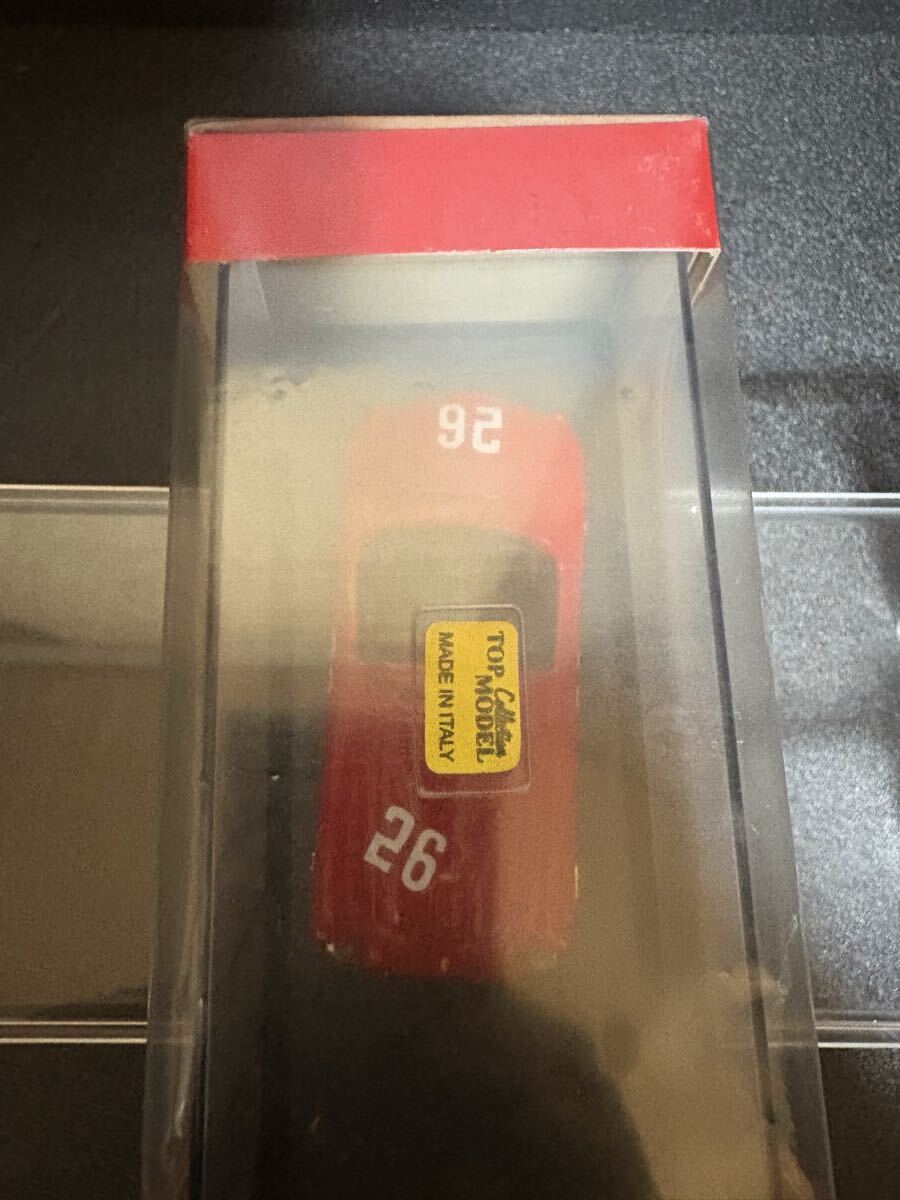 26
TOP
Collection
MODEL
MADE IN ITALY
26